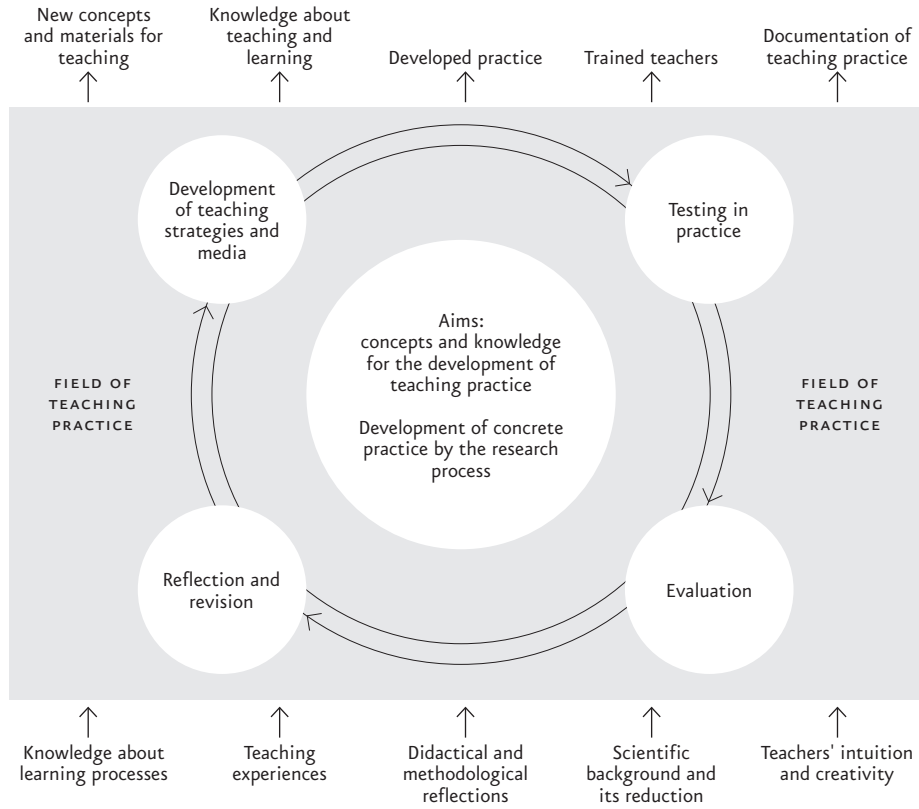 New concepts
and materials for
teaching
Knowledge about
teaching and
learning
Developed practice
Trained teachers
Documentation of
teaching practice
Development
of teaching
strategies and
media
Testing in
practice
Aims:
concepts and knowledge
for the development of
teaching practice
Development of concrete
practice by the research
process
FIELD OF
TEACHING
PRACTICE
FIELD OF
TEACHING
PRACTICE
Reflection and
revision
Evaluation
Knowledge about
learning processes
Teaching
experiences
Didactical and
methodological
reflections
Scientific
background and
its reduction
Teachers' intuition
and creativity